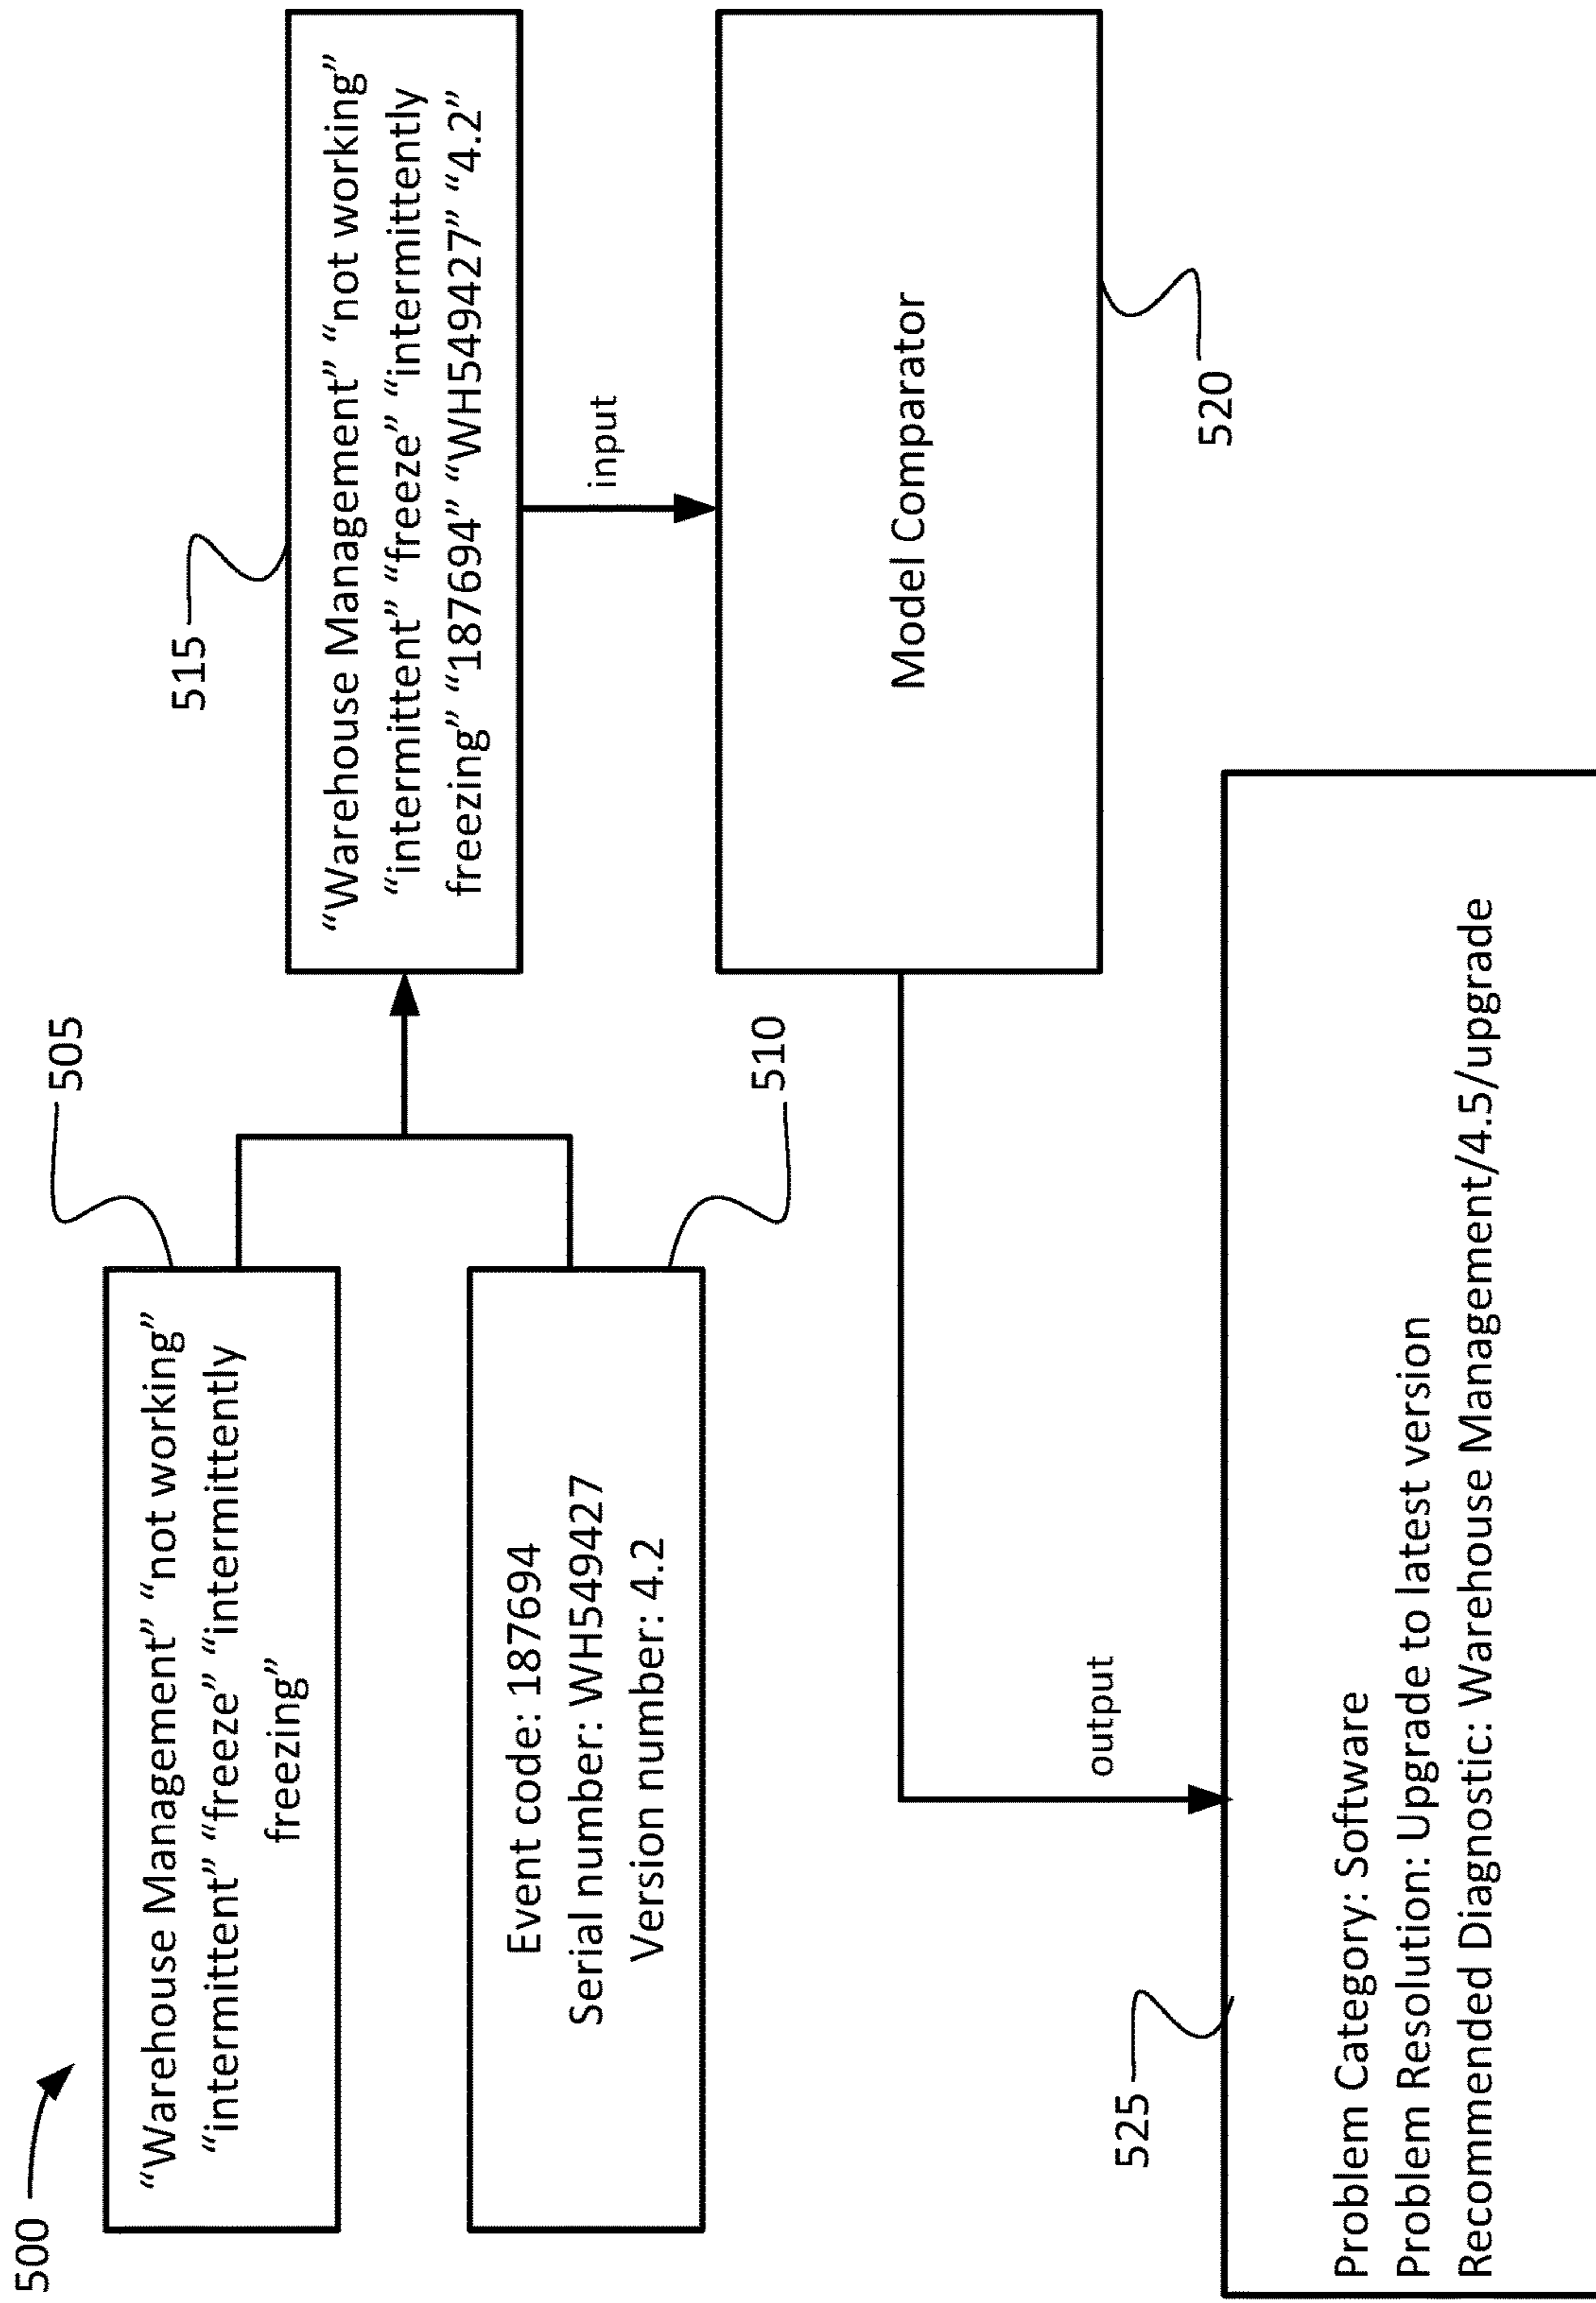 500
505
“Warehouse Management” “not working”
“intermittent” “freeze” “intermittently
freezing”
510
Event code: 187694
Serial number: WH549427
Version number: 4.2
515
“Warehouse Management” “not working”
“intermittent” “freeze” “intermittently
freezing” “187694” “WH549427” “4.2”
input
Model Comparator
520
output
525
Problem Category: Software
Problem Resolution: Upgrade to latest version
Recommended Diagnostic: Warehouse Management/4.5/upgrade